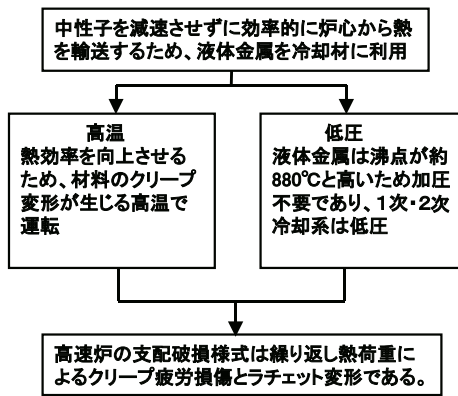 中性子を減速させずに効率的に炉心から熱
を輸送するため、液体金属を冷却材に利用
高温
熱効率を向上させる
ため、材料のクリープ
変形が生じる高温で
運転
低圧
液体金属は沸点が約
880℃と高いため加圧
不要であり、1次・2次
冷却系は低圧
高速炉の支配破損様式は繰り返し熱荷重に
よるクリープ疲労損傷とラチェット変形である。